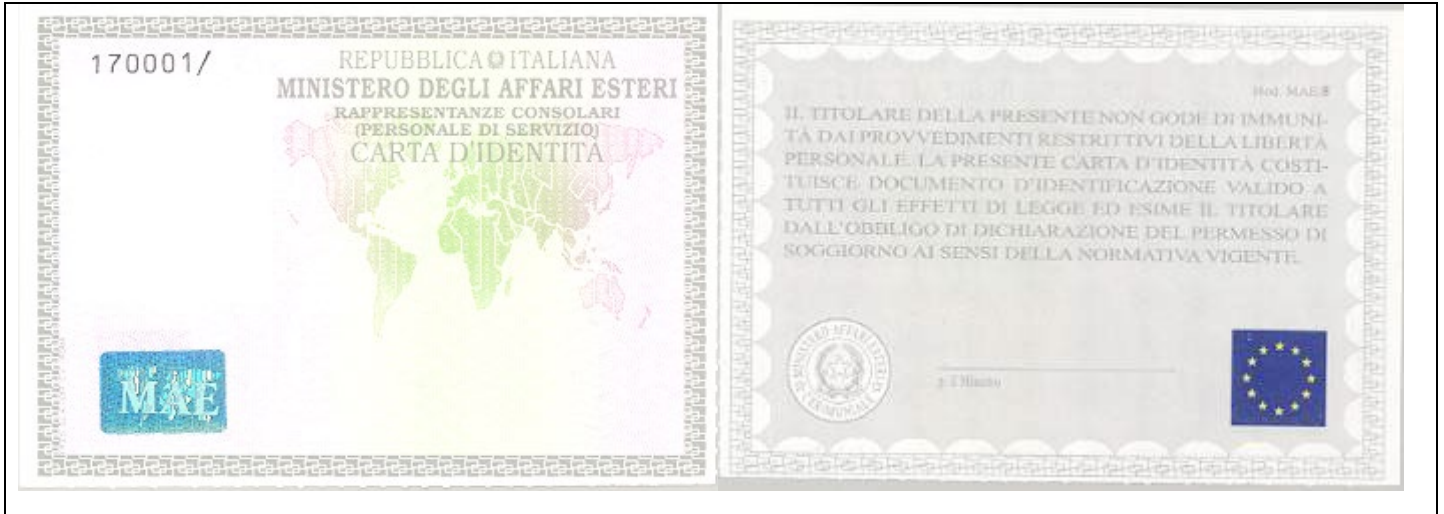 170001/
REPUBBLICA ITALIANA
MINISTERO DEGLI AFFARI ESTERI
RAPPRESENTANZE CONSOLARI
(PERSONALE DI SERVIZIO)
CARTA D'IDENTITÀ
MAE
Mod. MAE 8
IL TITOLARE DELLA PRESENTE NON GODE DI IMMUNI-
TÀ DAI PROVVEDIMENTI RESTRITTIVI DELLA LIBERTÀ
PERSONALE. LA PRESENTE CARTA D'IDENTITÀ COSTI-
TUISCE DOCUMENTO D'IDENTIFICAZIONE VALIDO A
TUTTI GLI EFFETTI DI LEGGE ED ESIME IL TITOLARE
DALL'OBBLIGO DI DICHIARAZIONE DEL PERMESSO DI
SOGGIORNO AI SENSI DELLA NORMATIVA VIGENTE.
p. il Ministro